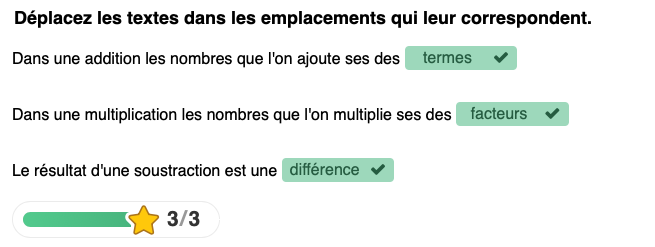 Déplacez les textes dans les emplacements qui leur correspondent.
Dans une addition les nombres que l'on ajoute ses des termes ✔
Dans une multiplication les nombres que l'on multiplie ses des facteurs ✔
Le résultat d'une soustraction est une différence ✔
3/3